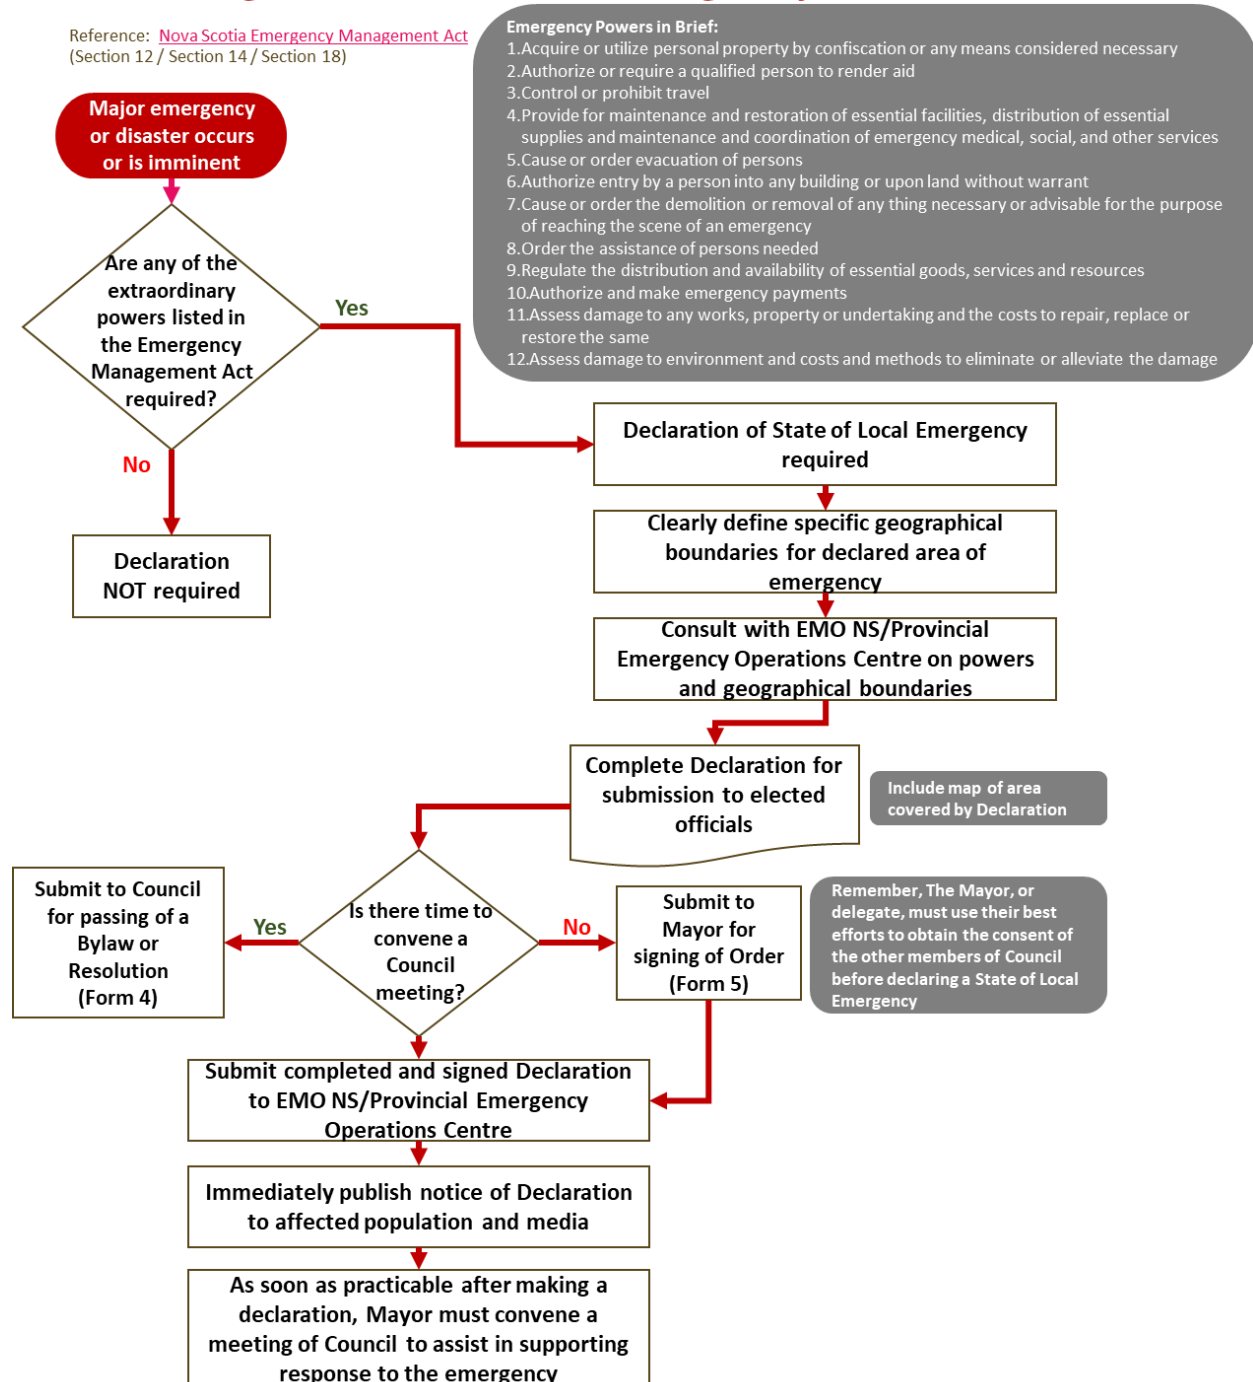 Reference: Nova Scotia Emergency Management Act
(Section 12 / Section 14 / Section 18)
Emergency Powers in Brief:
1.Acquire or utilize personal property by confiscation or any means considered necessary
2.Authorize or require a qualified person to render aid
3.Control or prohibit travel
4.Provide for maintenance and restoration of essential facilities, distribution of essential
supplies and maintenance and coordination of emergency medical, social, and other services
5.Cause or order evacuation of persons
6.Authorize entry by a person into any building or upon land without warrant
7.Cause or order the demolition or removal of any thing necessary or advisable for the purpose
of reaching the scene of an emergency
8.Order the assistance of persons needed
9.Regulate the distribution and availability of essential goods, services and resources
10.Authorize and make emergency payments
11.Assess damage to any works, property or undertaking and the costs to repair, replace or
restore the same
12.Assess damage to environment and costs and methods to eliminate or alleviate the damage
Major emergency
or disaster occurs
or is imminent
Are any of the
extraordinary
powers listed in
the Emergency
Management Act
required?
Yes
No
Declaration
NOT required
Declaration of State of Local Emergency
required
Clearly define specific geographical
boundaries for declared area of
emergency
Consult with EMO NS/Provincial
Emergency Operations Centre on powers
and geographical boundaries
Complete Declaration for
submission to elected
officials
Include map of area
covered by Declaration
Is there time to
convene a
Council
meeting?
Yes
No
Submit to Council
for passing of a
Bylaw or
Resolution
(Form 4)
Submit to
Mayor for
signing of Order
(Form 5)
Remember, The Mayor, or
delegate, must use their best
efforts to obtain the consent of
the other members of Council
before declaring a State of Local
Emergency
Submit completed and signed Declaration
to EMO NS/Provincial Emergency
Operations Centre
Immediately publish notice of Declaration
to affected population and media
As soon as practicable after making a
declaration, Mayor must convene a
meeting of Council to assist in supporting
response to the emergency